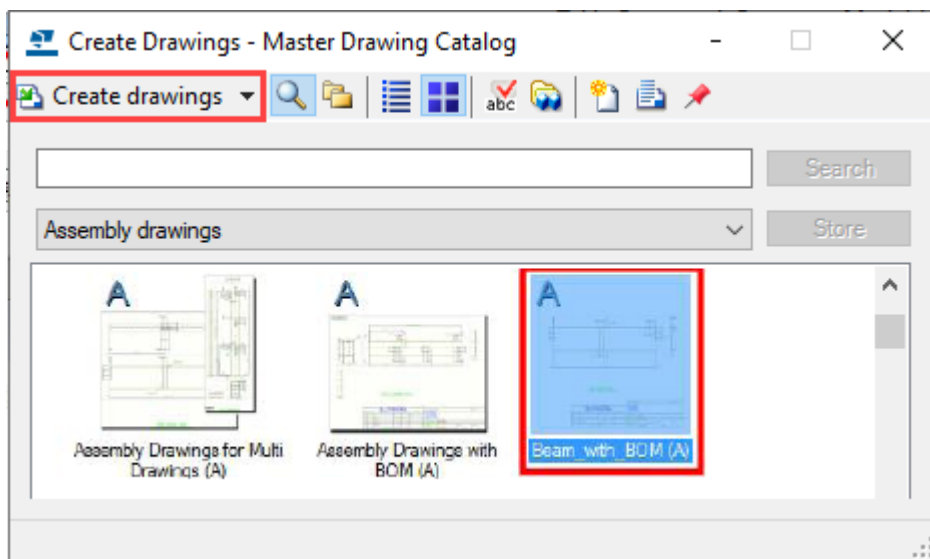 Create Drawings - Master Drawing Catalog
Create drawings
abc
Search
Assembly drawings
Store
A
A
A
Assembly Drawings for Multi
Drawings (A)
Assembly Drawings with
BOM (A)
Beam_with_BOM (A)